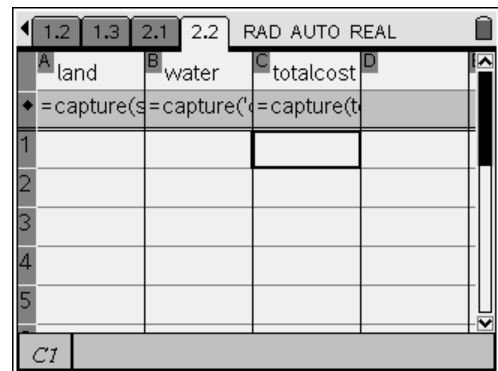 1.2 1.3 2.1 2.2 RAD AUTO REAL
A land B water C totalcost D E
◆ =capture(s =capture('c =capture(t
1
2
3
4
5
C1